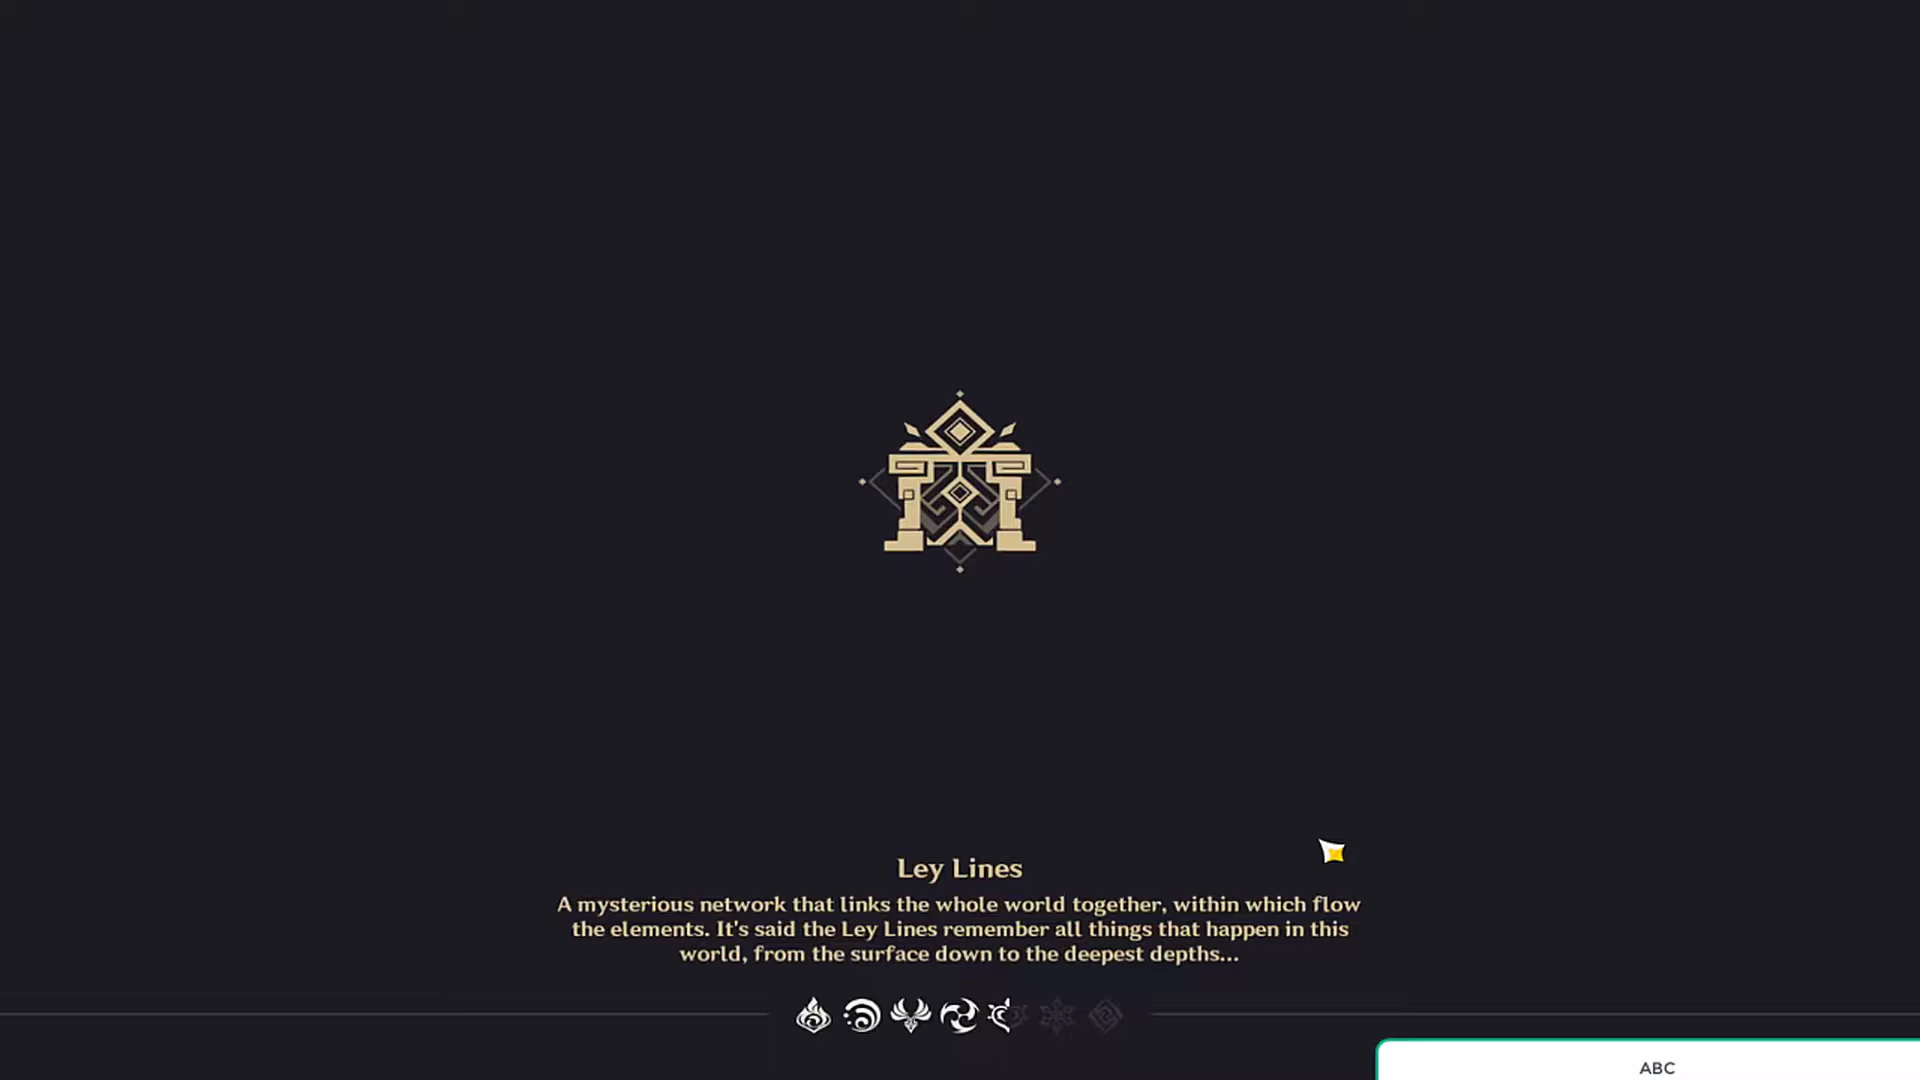 Ley Lines
A mysterious network that links the whole world together, within which flow
the elements. It's said the Ley Lines remember all things that happen in this
world, from the surface down to the deepest depths...
ABC